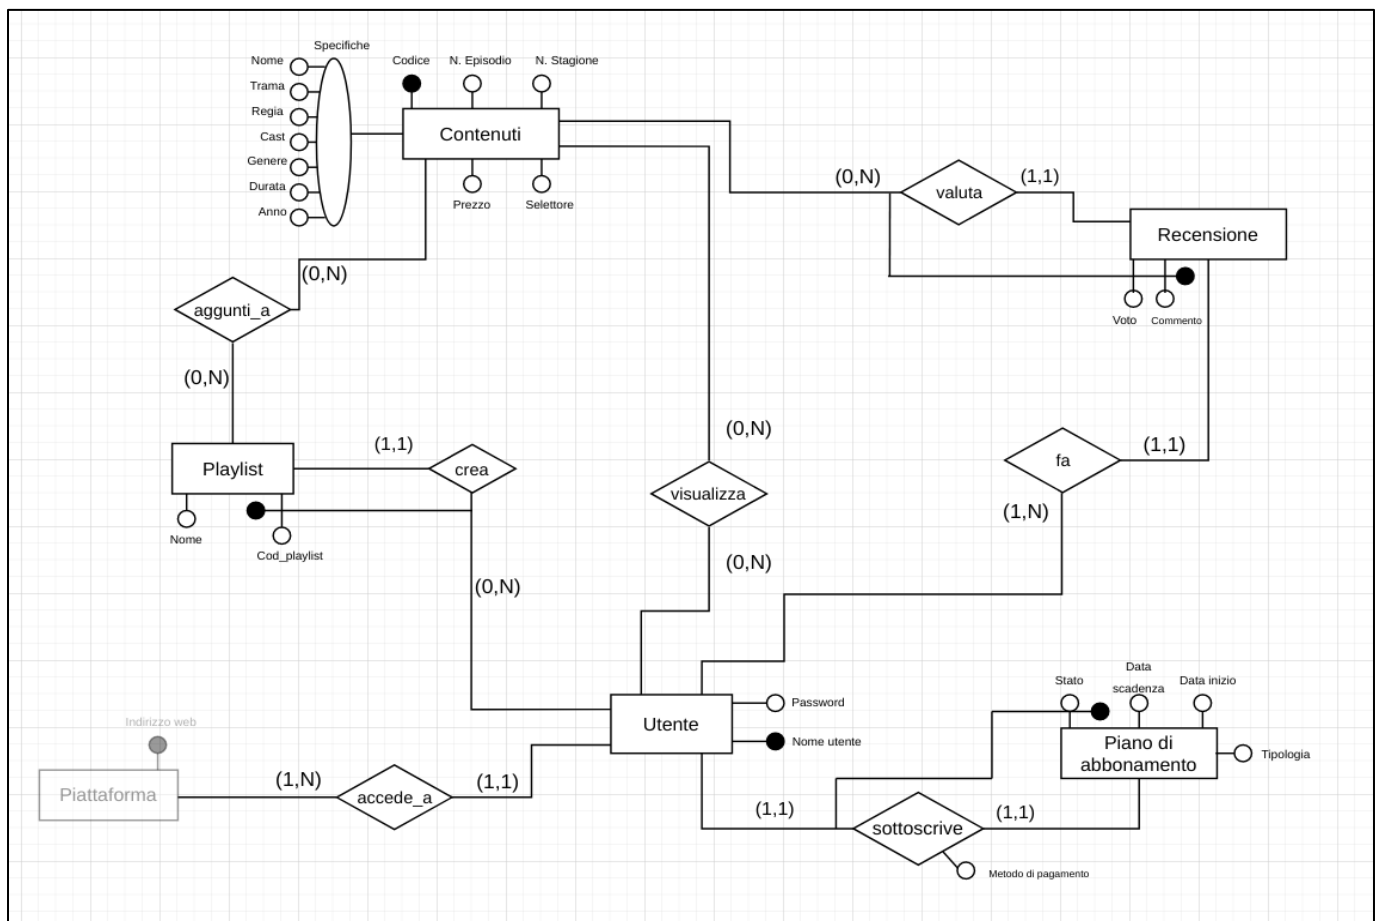 Specifiche
Nome
Trama
Regia
Cast
Genere
Durata
Anno
Codice
N. Episodio
N. Stagione
Contenuti
Prezzo
Selettore
(0,N)
valuta
(1,1)
Recensione
Voto
Commento
(0,N)
aggunti_a
(0,N)
Playlist
(1,1)
crea
Nome
Cod_playlist
(0,N)
(0,N)
visualizza
(0,N)
fa
(1,1)
(1,N)
Utente
Password
Nome utente
Indirizzo web
Piattaforma
(1,N)
accede_a
(1,1)
Stato
Data
scadenza
Data inizio
Piano di
abbonamento
Tipologia
(1,1)
sottoscrive
(1,1)
Metodo di pagamento